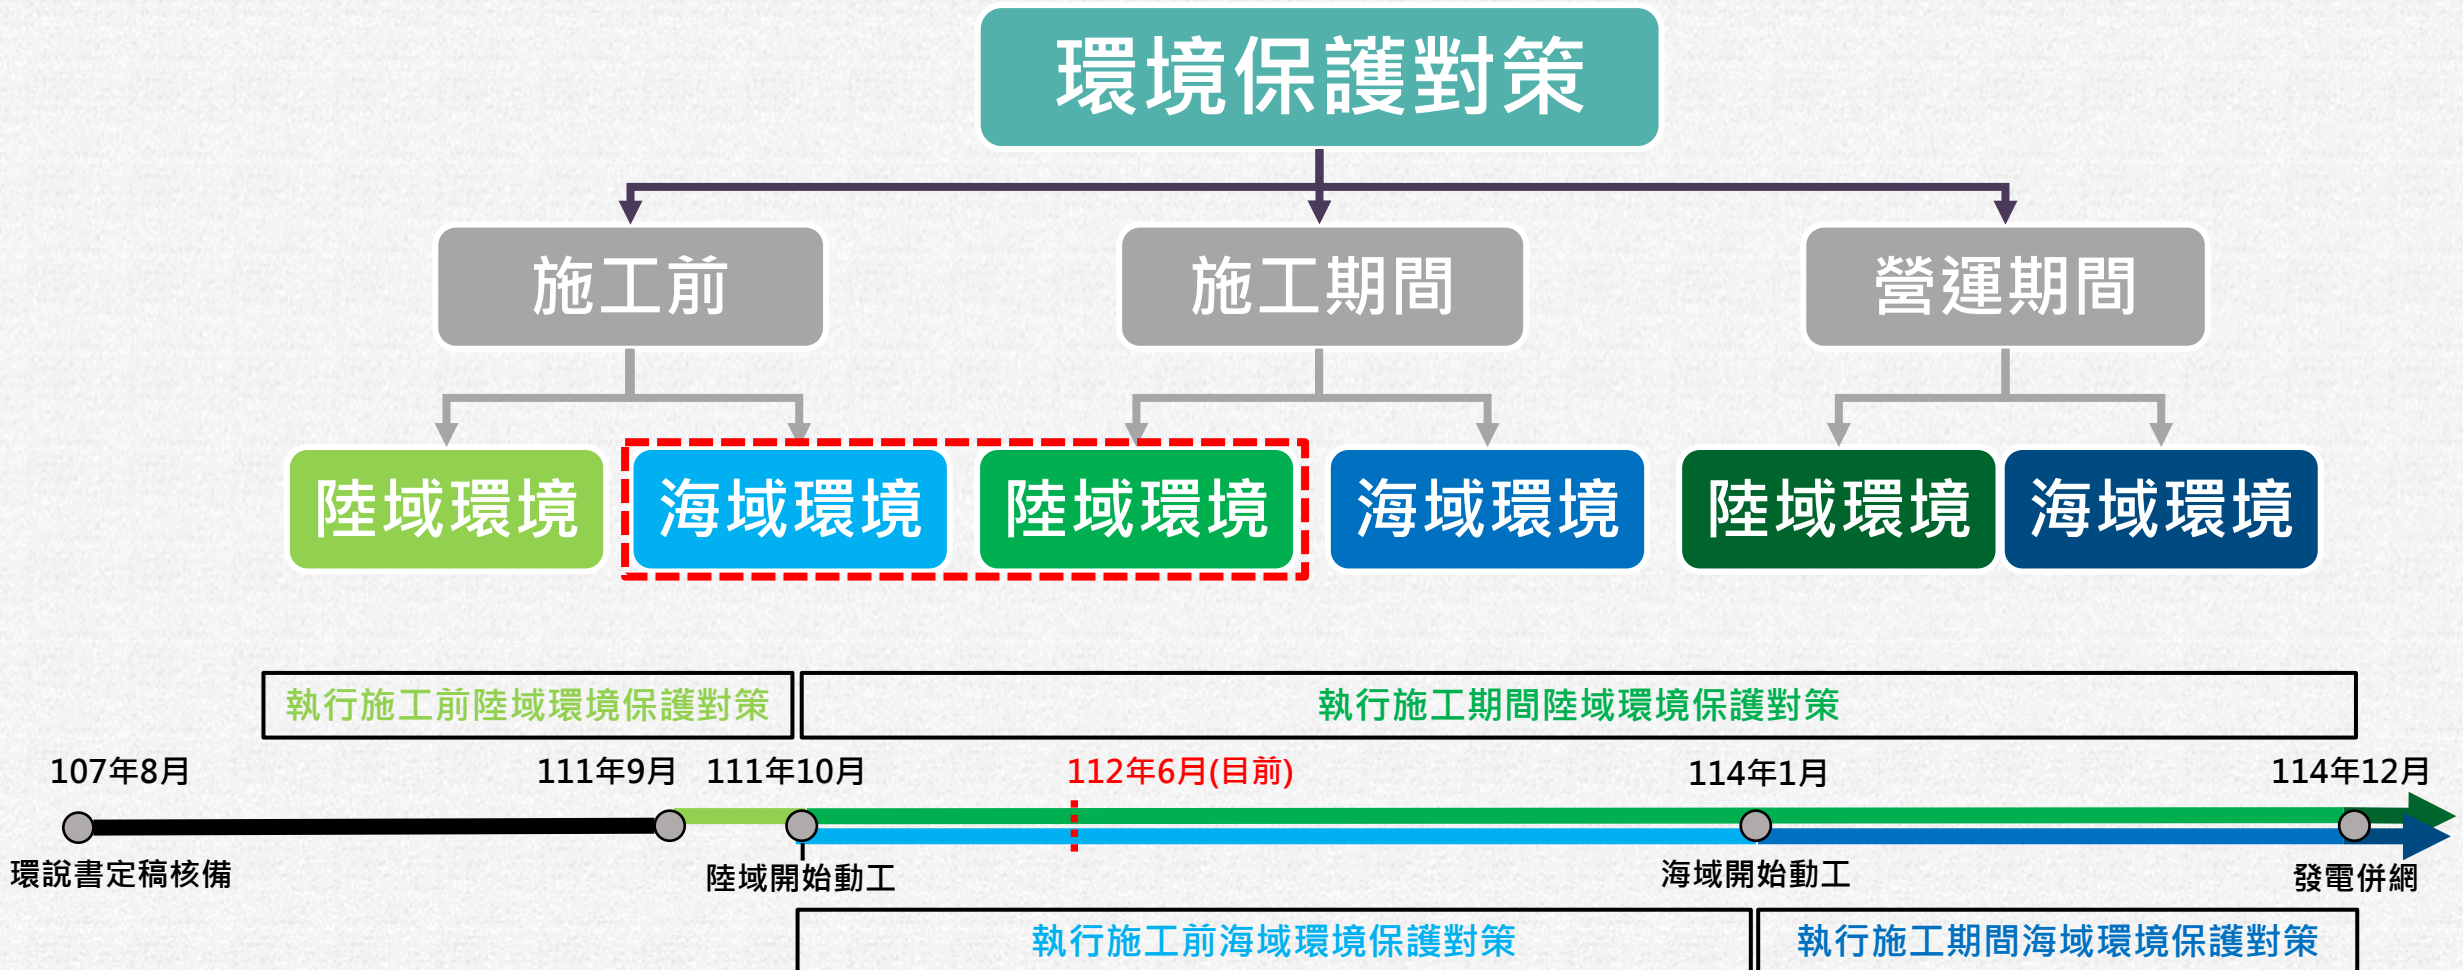 環境保護對策
施工前
施工期間
營運期間
陸域環境
海域環境
陸域環境
海域環境
陸域環境
海域環境
執行施工前陸域環境保護對策
執行施工期間陸域環境保護對策
107年8月
111年9月
111年10月
112年6月(目前)
114年1月
114年12月
環說書定稿核備
陸域開始動工
海域開始動工
發電併網
執行施工前海域環境保護對策
執行施工期間海域環境保護對策